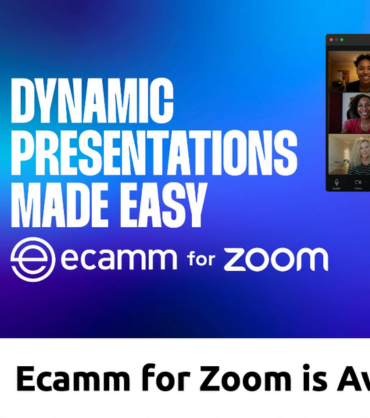 DYNAMIC
PRESENTATIONS
MADE EASY
ecamm for zoom
Ecamm for Zoom is Av